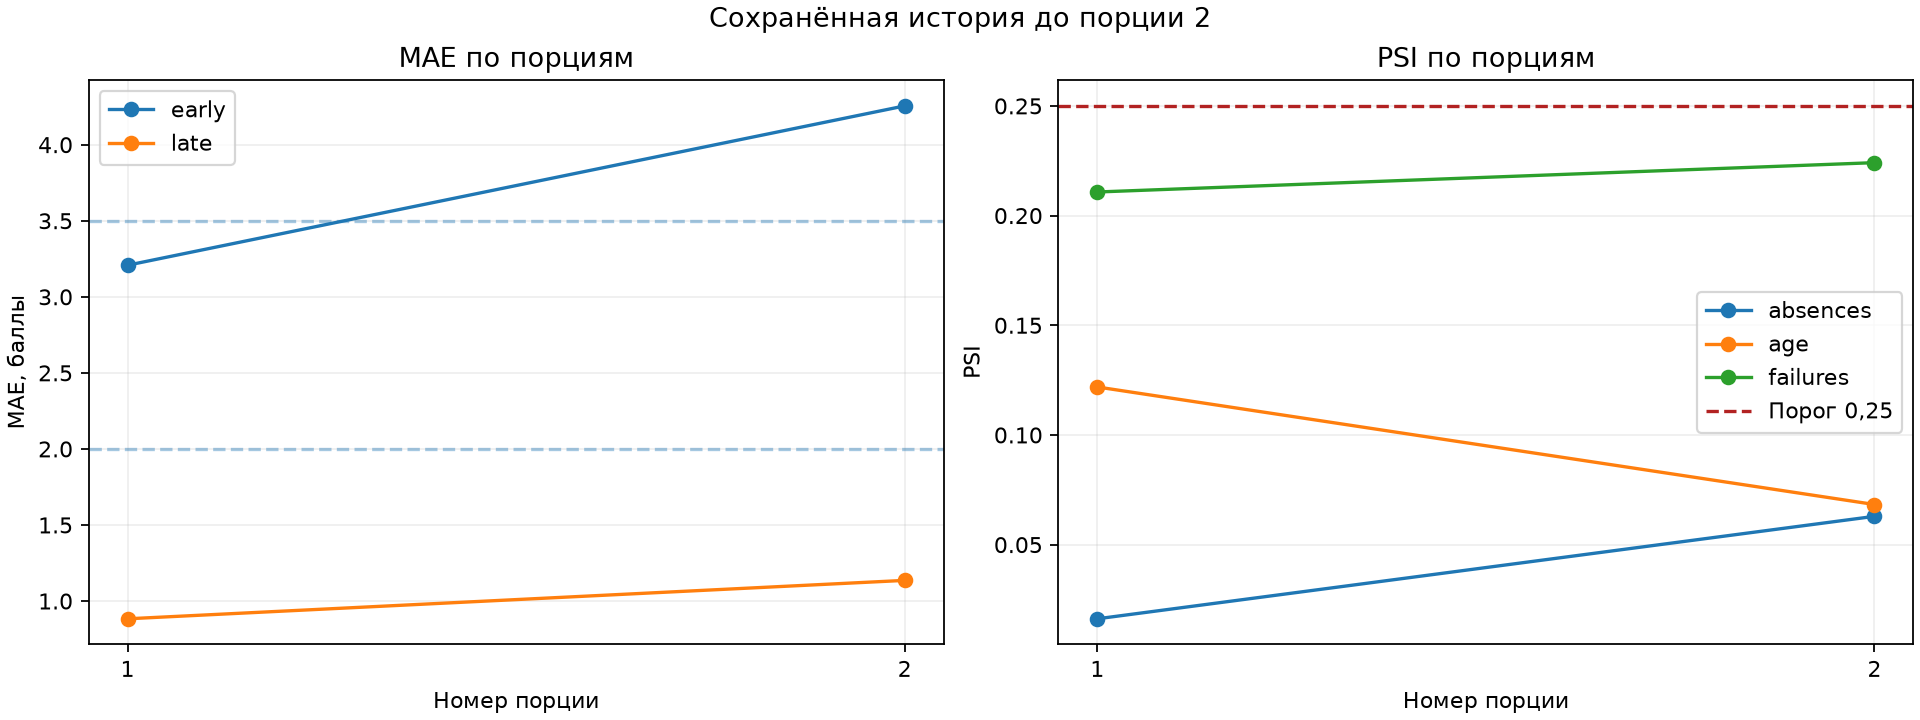 Сохранённая история до порции 2
MAE по порциям
early
late
4.0
3.5
3.0
2.5
2.0
1.5
1.0
MAE, баллы
1
2
Номер порции
PSI по порциям
0.25
0.20
0.15
0.10
0.05
PSI
absences
age
failures
Порог 0,25
1
2
Номер порции